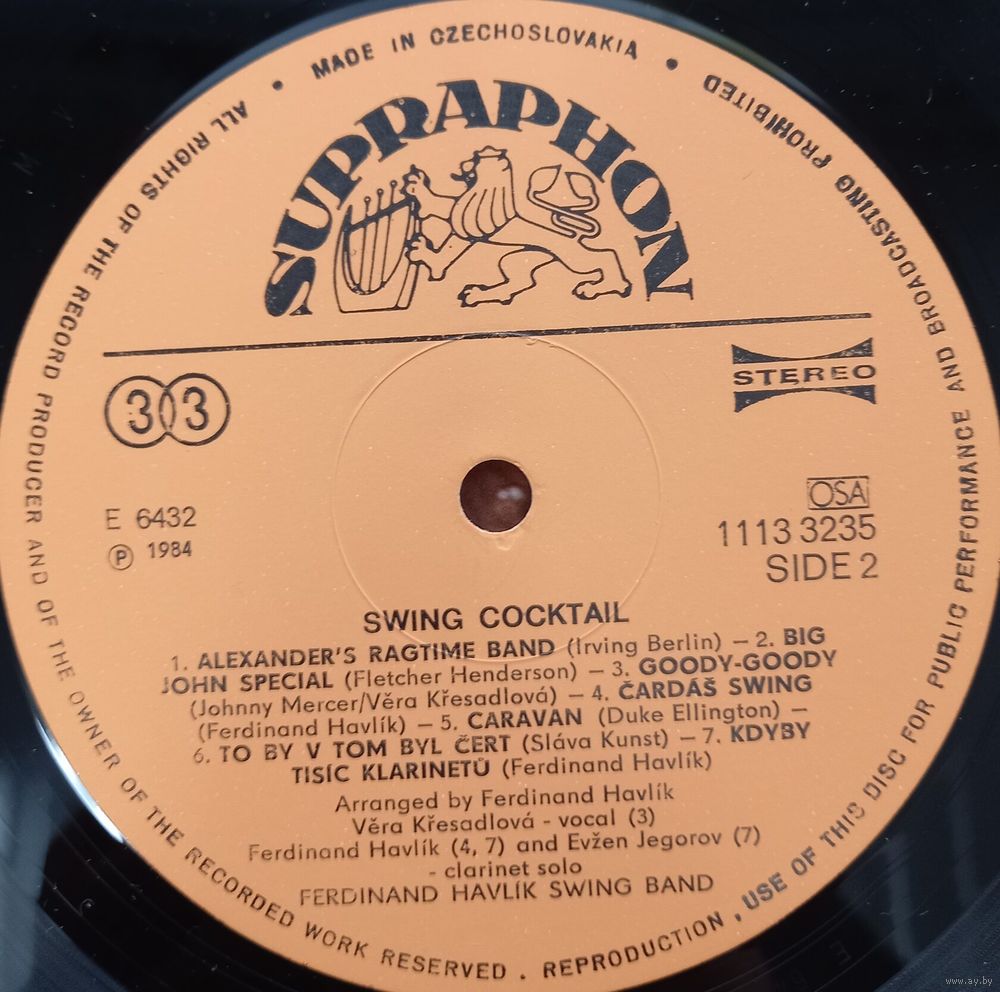 MADE IN CZECHOSLOVAKIA
ALL RIGHTS OF THE RECORD PRODUCER AND OF THE OWNER OF THE RECORDED WORK RESERVED . REPRODUCTION , USE OF THIS DISC FOR PUBLIC PERFORMANCE AND BROADCASTING PROHIBITED
SUPRAPHON
33
STEREO
E 6432
℗ 1984
OSA
1113 3235
SIDE 2
SWING COCKTAIL
1. ALEXANDER'S RAGTIME BAND (Irving Berlin) – 2. BIG
JOHN SPECIAL (Fletcher Henderson) – 3. GOODY-GOODY
(Johnny Mercer/Věra Křesadlová) – 4. ČARDÁŠ SWING
(Ferdinand Havlík) – 5. CARAVAN (Duke Ellington) –
6. TO BY V TOM BYL ČERT (Sláva Kunst) – 7. KDYBY
TISÍC KLARINETŮ (Ferdinand Havlík)
Arranged by Ferdinand Havlík
Věra Křesadlová - vocal (3)
Ferdinand Havlík (4, 7) and Evžen Jegorov (7)
- clarinet solo
FERDINAND HAVLÍK SWING BAND
www.ay.by